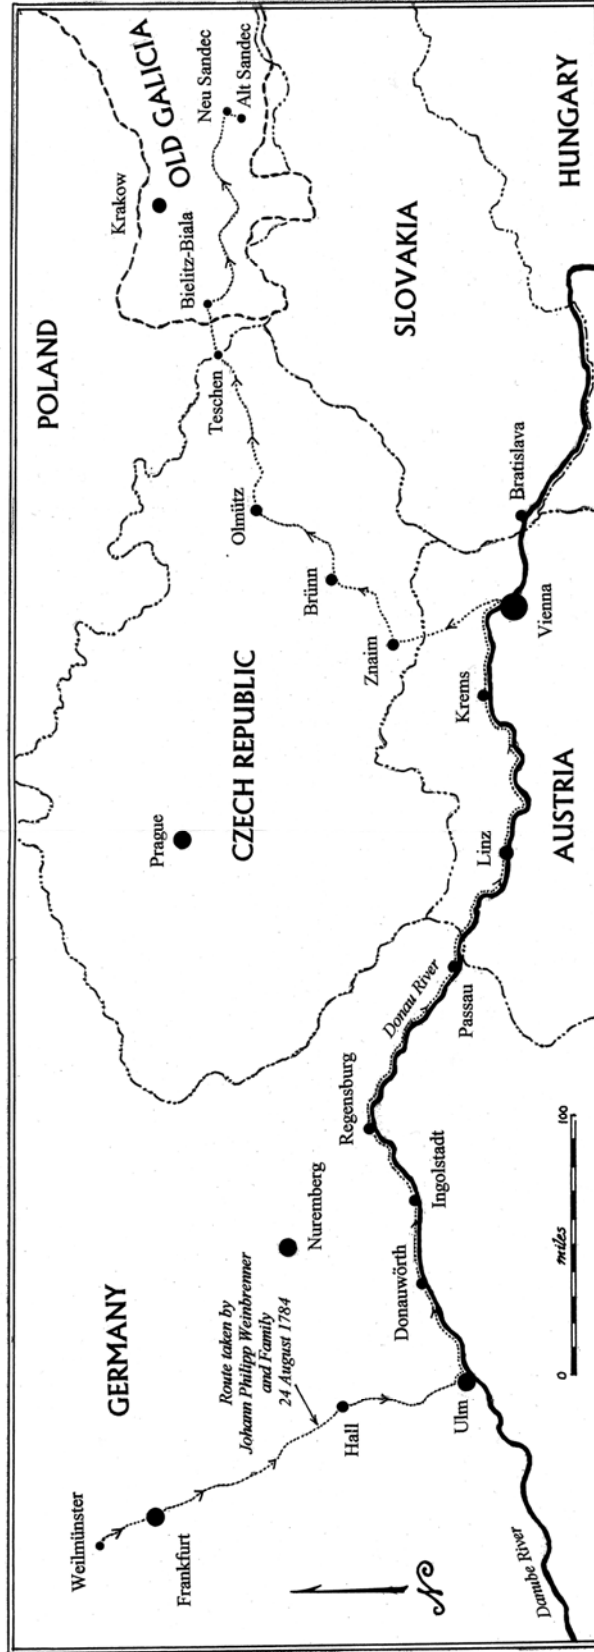 GERMANY
POLAND
OLD GALICIA
CZECH REPUBLIC
SLOVAKIA
AUSTRIA
HUNGARY
Weilmünster
Frankfurt
Route taken by
Johann Philipp Weinbrenner
and Family
24 August 1784
Hall
Ulm
Nuremberg
Donauwörth
Ingolstadt
Regensburg
Donau River
Passau
Linz
Krems
Vienna
Bratislava
Prague
Znaim
Brünn
Olmütz
Teschen
Bielitz-Biala
Krakow
Neu Sandec
Alt Sandec
Danube River
N
0 miles 100